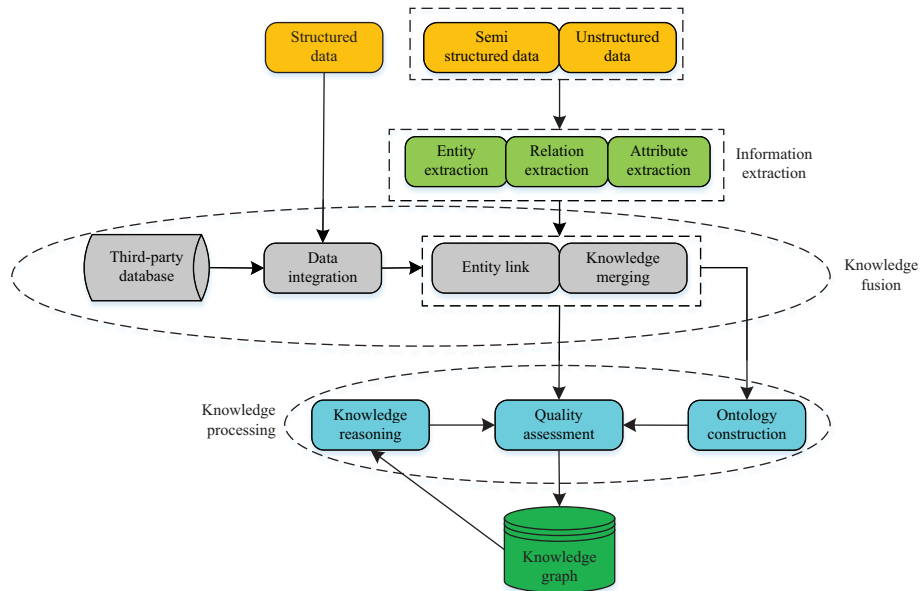 Structured
data
Semi
structured data
Unstructured
data
Entity
extraction
Relation
extraction
Attribute
extraction
Information
extraction
Third-party
database
Data
integration
Entity link
Knowledge
merging
Knowledge
fusion
Knowledge
processing
Knowledge
reasoning
Quality
assessment
Ontology
construction
Knowledge
graph